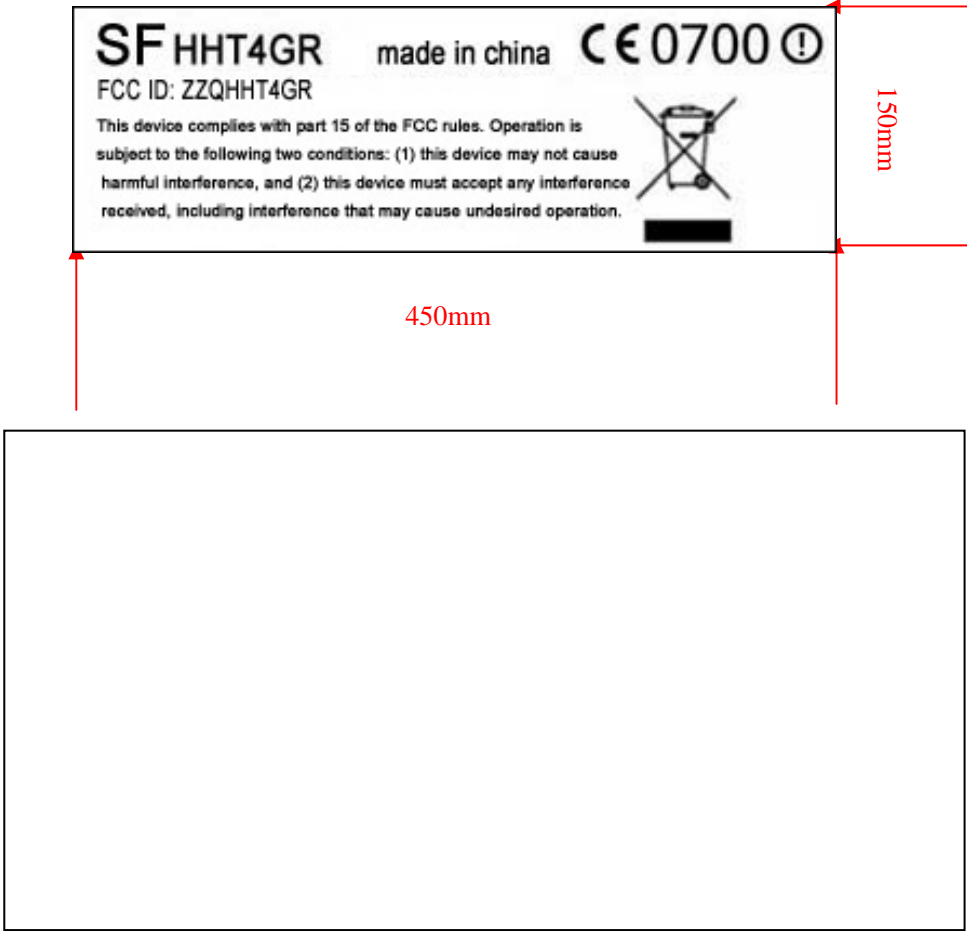 SF HHT4GR made in china CE0700
FCC ID: ZZQHHT4GR
This device complies with part 15 of the FCC rules. Operation is
subject to the following two conditions: (1) this device may not cause
harmful interference, and (2) this device must accept any interference
received, including interference that may cause undesired operation.
150mm
450mm